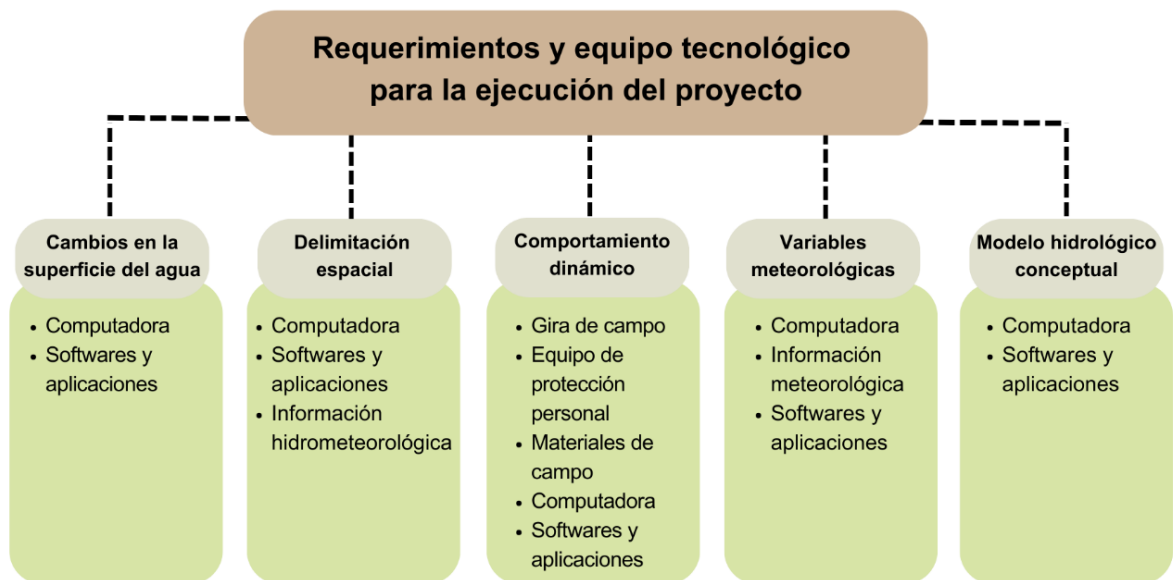 Requerimientos y equipo tecnológico
para la ejecución del proyecto
Cambios en la
superficie del agua
• Computadora
• Softwares y
aplicaciones
Delimitación
espacial
• Computadora
• Softwares y
aplicaciones
• Información
hidrometeorológica
Comportamiento
dinámico
• Gira de campo
• Equipo de
protección
personal
• Materiales de
campo
• Computadora
• Softwares y
aplicaciones
Variables
meteorológicas
• Computadora
• Información
meteorológica
• Softwares y
aplicaciones
Modelo hidrológico
conceptual
• Computadora
• Softwares y
aplicaciones